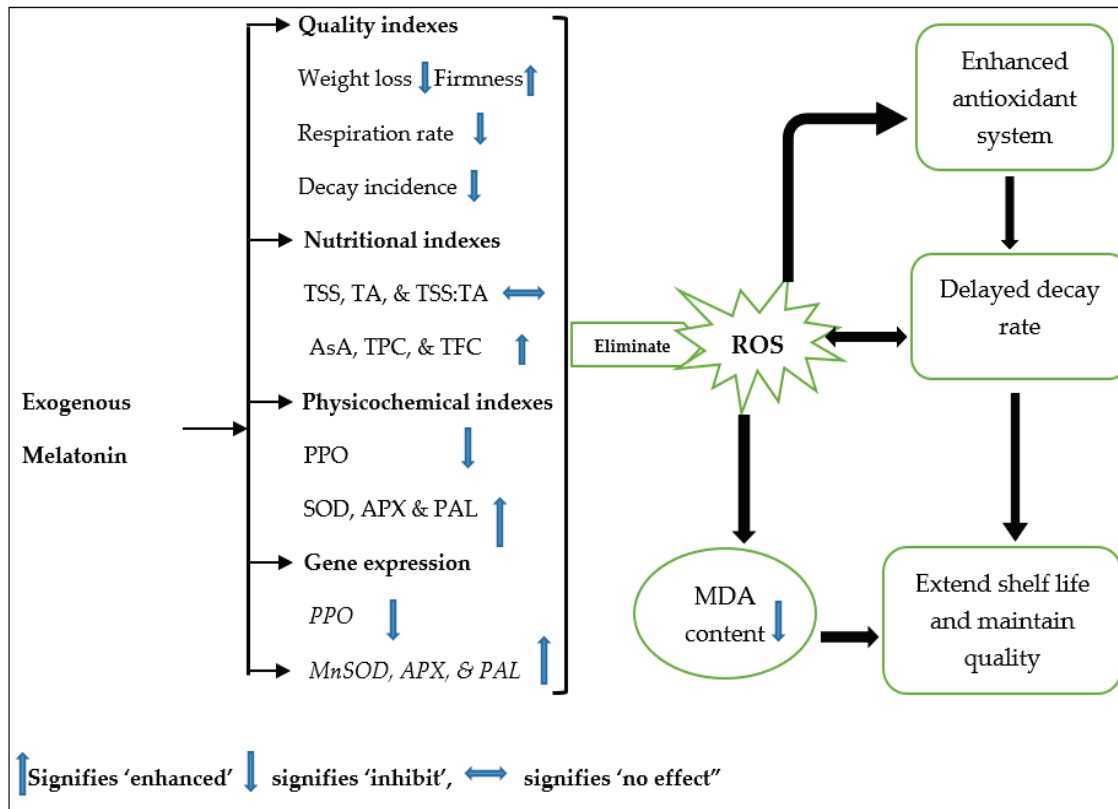 Quality indexes
Weight loss Firmness
Respiration rate
Decay incidence
Nutritional indexes
TSS, TA, & TSS:TA
AsA, TPC, & TFC
Exogenous
Melatonin
Physicochemical indexes
PPO
SOD, APX & PAL
Gene expression
PPO
MnSOD, APX, & PAL
Eliminate
ROS
Enhanced
antioxidant
system
Delayed decay
rate
MDA
content
Extend shelf life
and maintain
quality
Signifies ‘enhanced’ signifies ‘inhibit’, signifies ‘no effect”